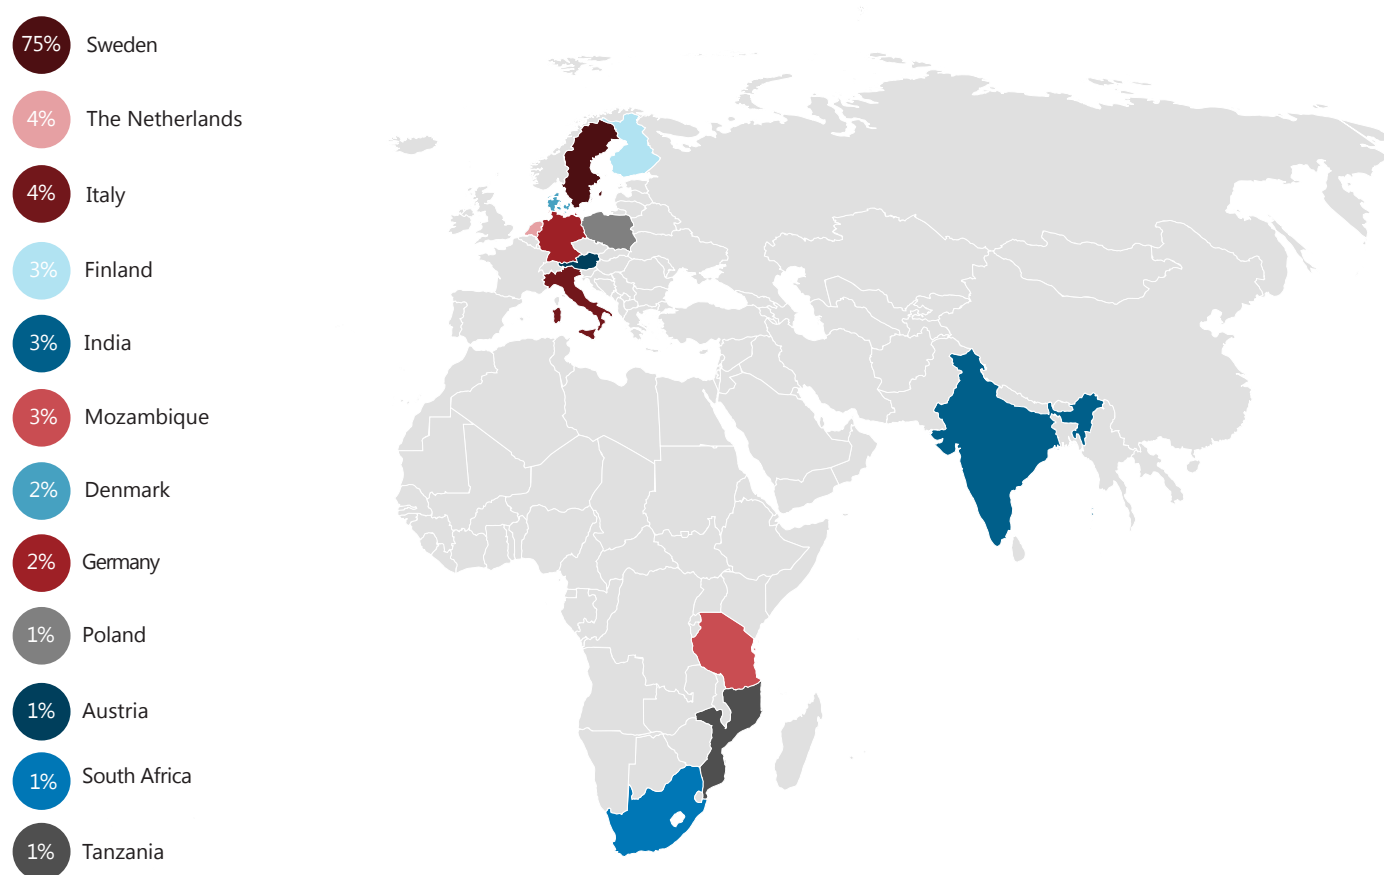 75% Sweden
4% The Netherlands
4% Italy
3% Finland
3% India
3% Mozambique
2% Denmark
2% Germany
1% Poland
1% Austria
1% South Africa
1% Tanzania